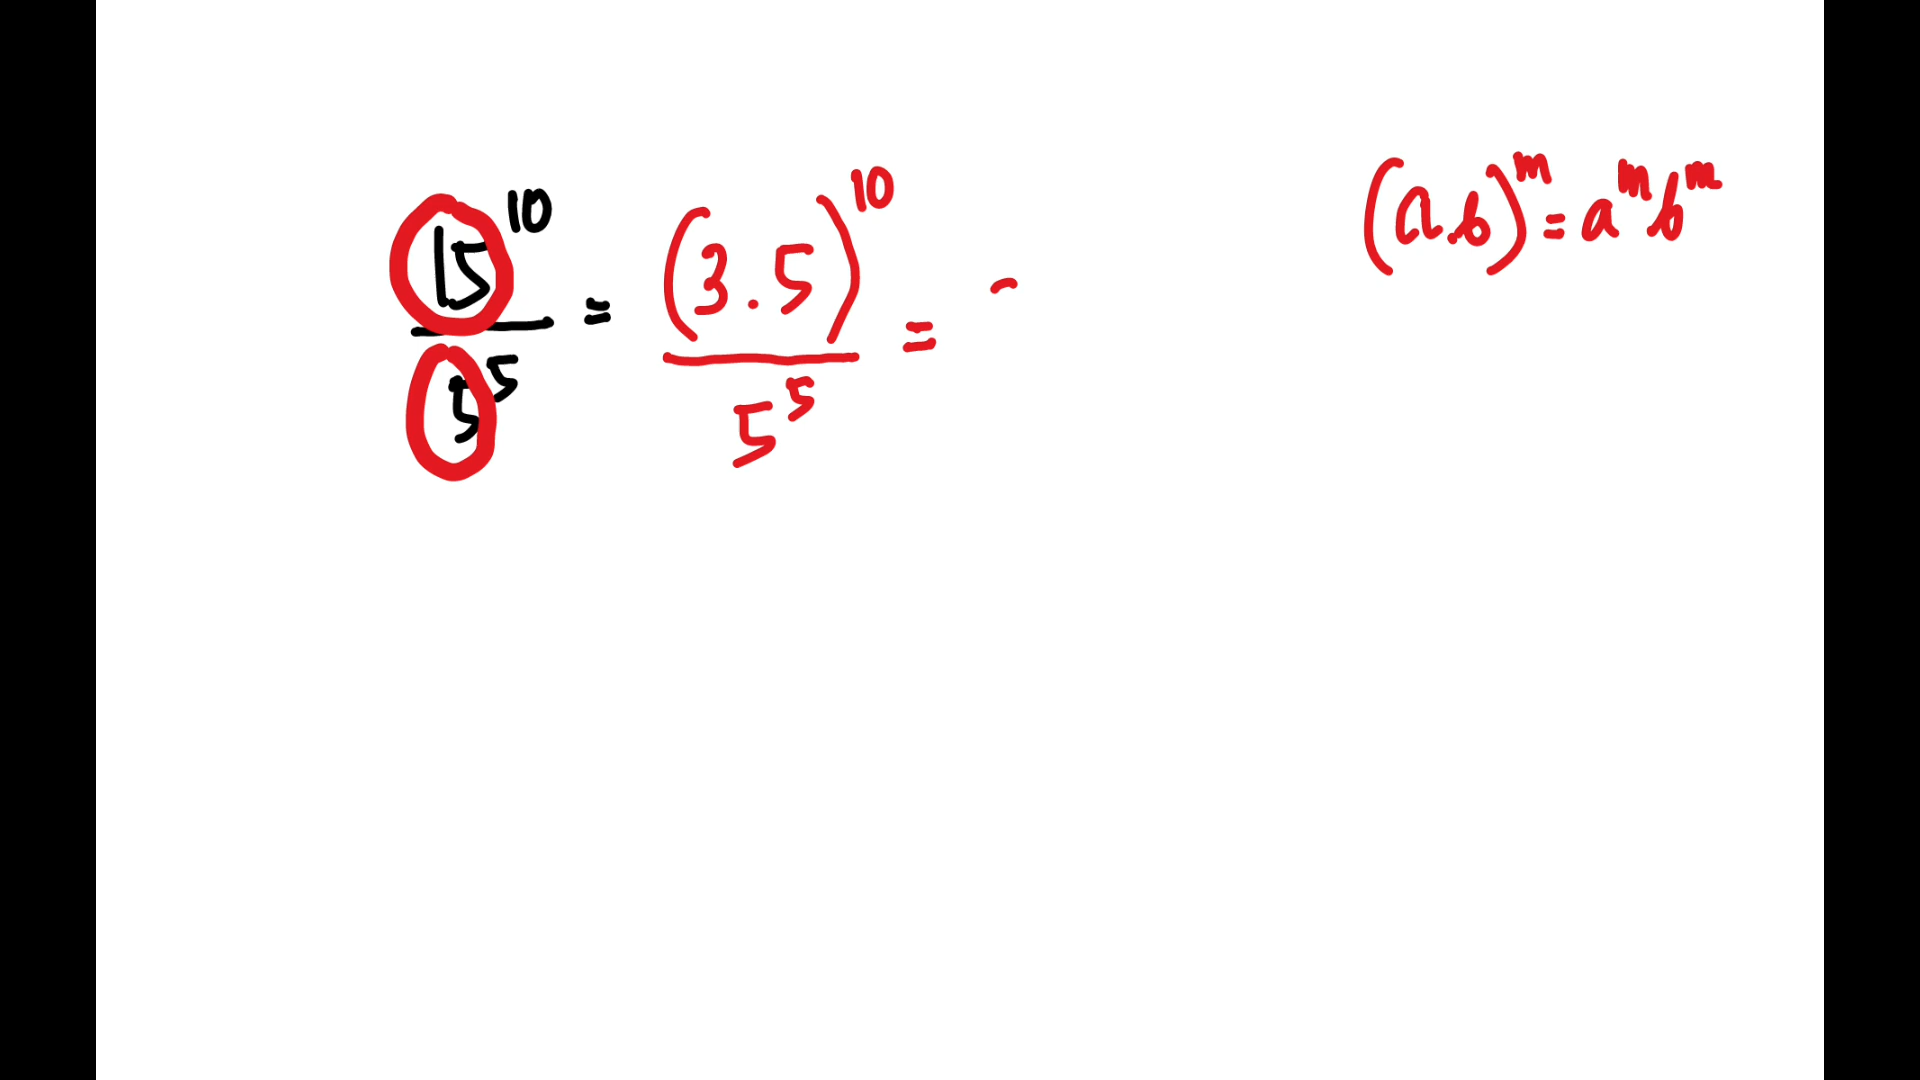 15^10 / 5^5 = (3 . 5)^10 / 5^5 =
(a.b)^m = a^m b^m